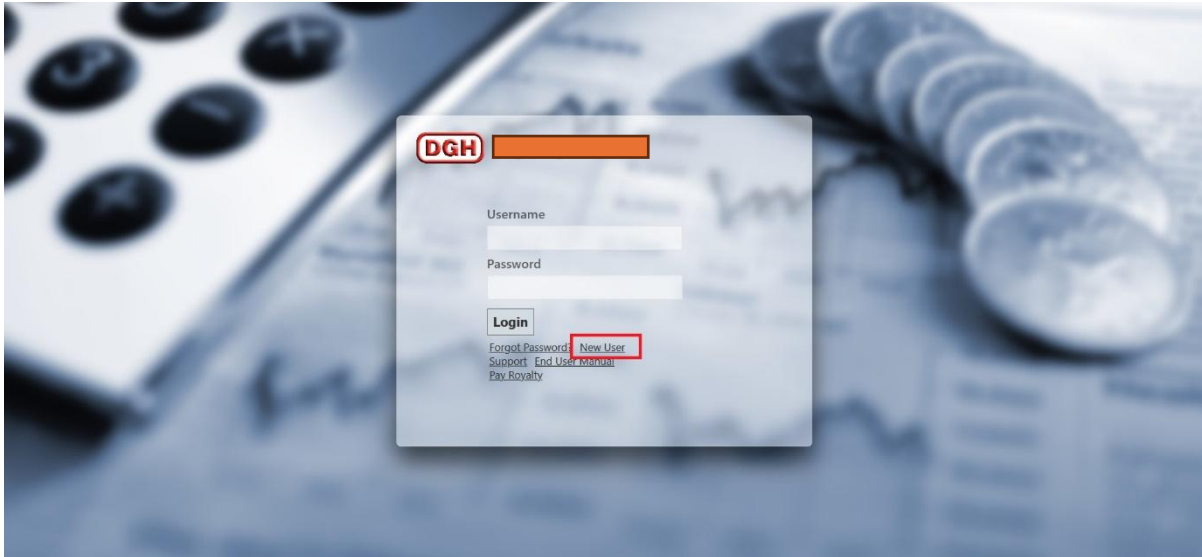 DGH
Username
Password
Login
Forgot Password? New User
Support End User Manual
Pay Royalty